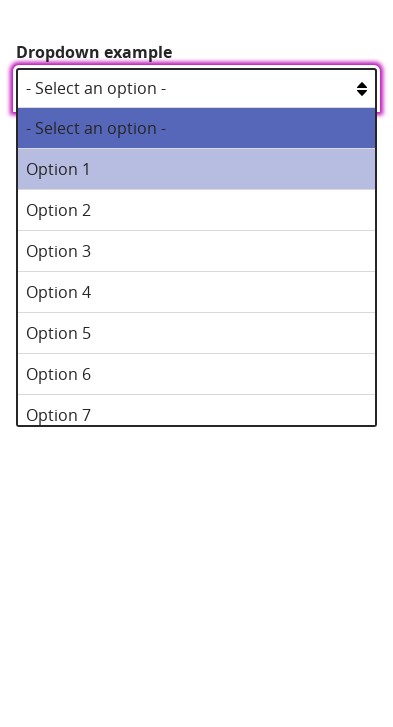 Dropdown example
- Select an option -
- Select an option -
Option 1
Option 2
Option 3
Option 4
Option 5
Option 6
Option 7